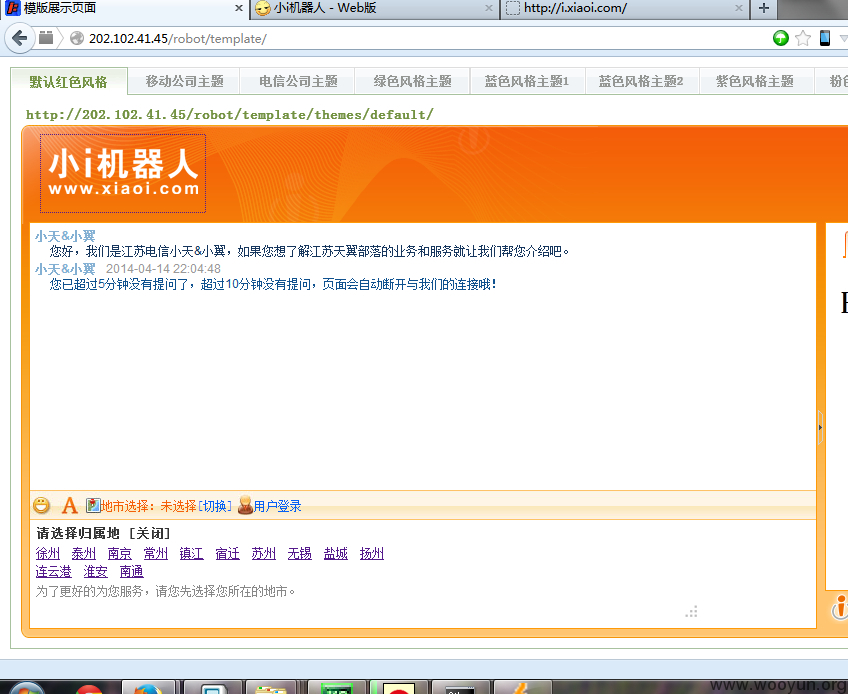 模版展示页面 × 小i机器人 - Web版 × http://i.xiaoi.com/ × +
202.102.41.45/robot/template/
默认红色风格 移动公司主题 电信公司主题 绿色风格主题 蓝色风格主题1 蓝色风格主题2 紫色风格主题 粉
http://202.102.41.45/robot/template/themes/default/
小i机器人
www.xiaoi.com
小天&小翼
您好，我们是江苏电信小天&小翼，如果您想了解江苏天翼部落的业务和服务就让我们帮您介绍吧。
小天&小翼 2014-04-14 22:04:48
您已超过5分钟没有提问了，超过10分钟没有提问，页面会自动断开与我们的连接哦！
A 地市选择：未选择[切换] 用户登录
请选择归属地 [关闭]
徐州 泰州 南京 常州 镇江 宿迁 苏州 无锡 盐城 扬州
连云港 淮安 南通
为了更好的为您服务，请您先选择您所在的地市。
www.wooyun.org